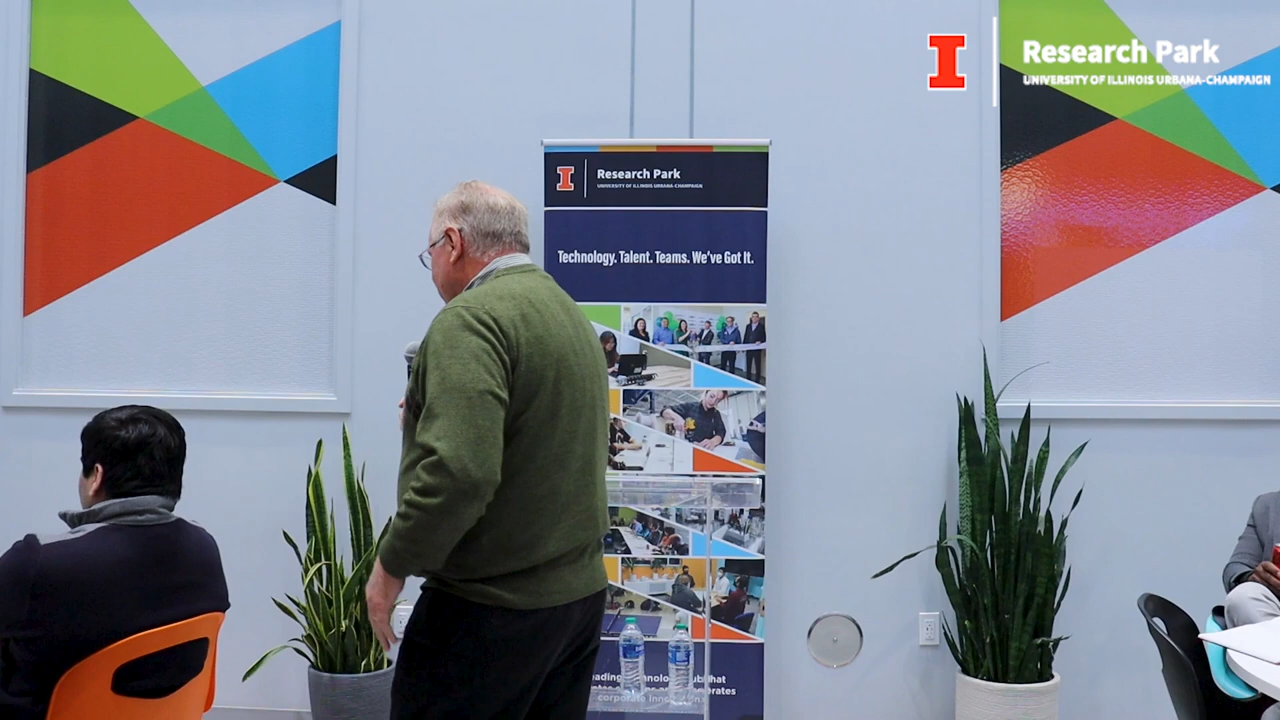 I
Research Park
UNIVERSITY OF ILLINOIS URBANA-CHAMPAIGN
I
Research Park
UNIVERSITY OF ILLINOIS URBANA-CHAMPAIGN
Technology. Talent. Teams. We've Got It.
that
corporate